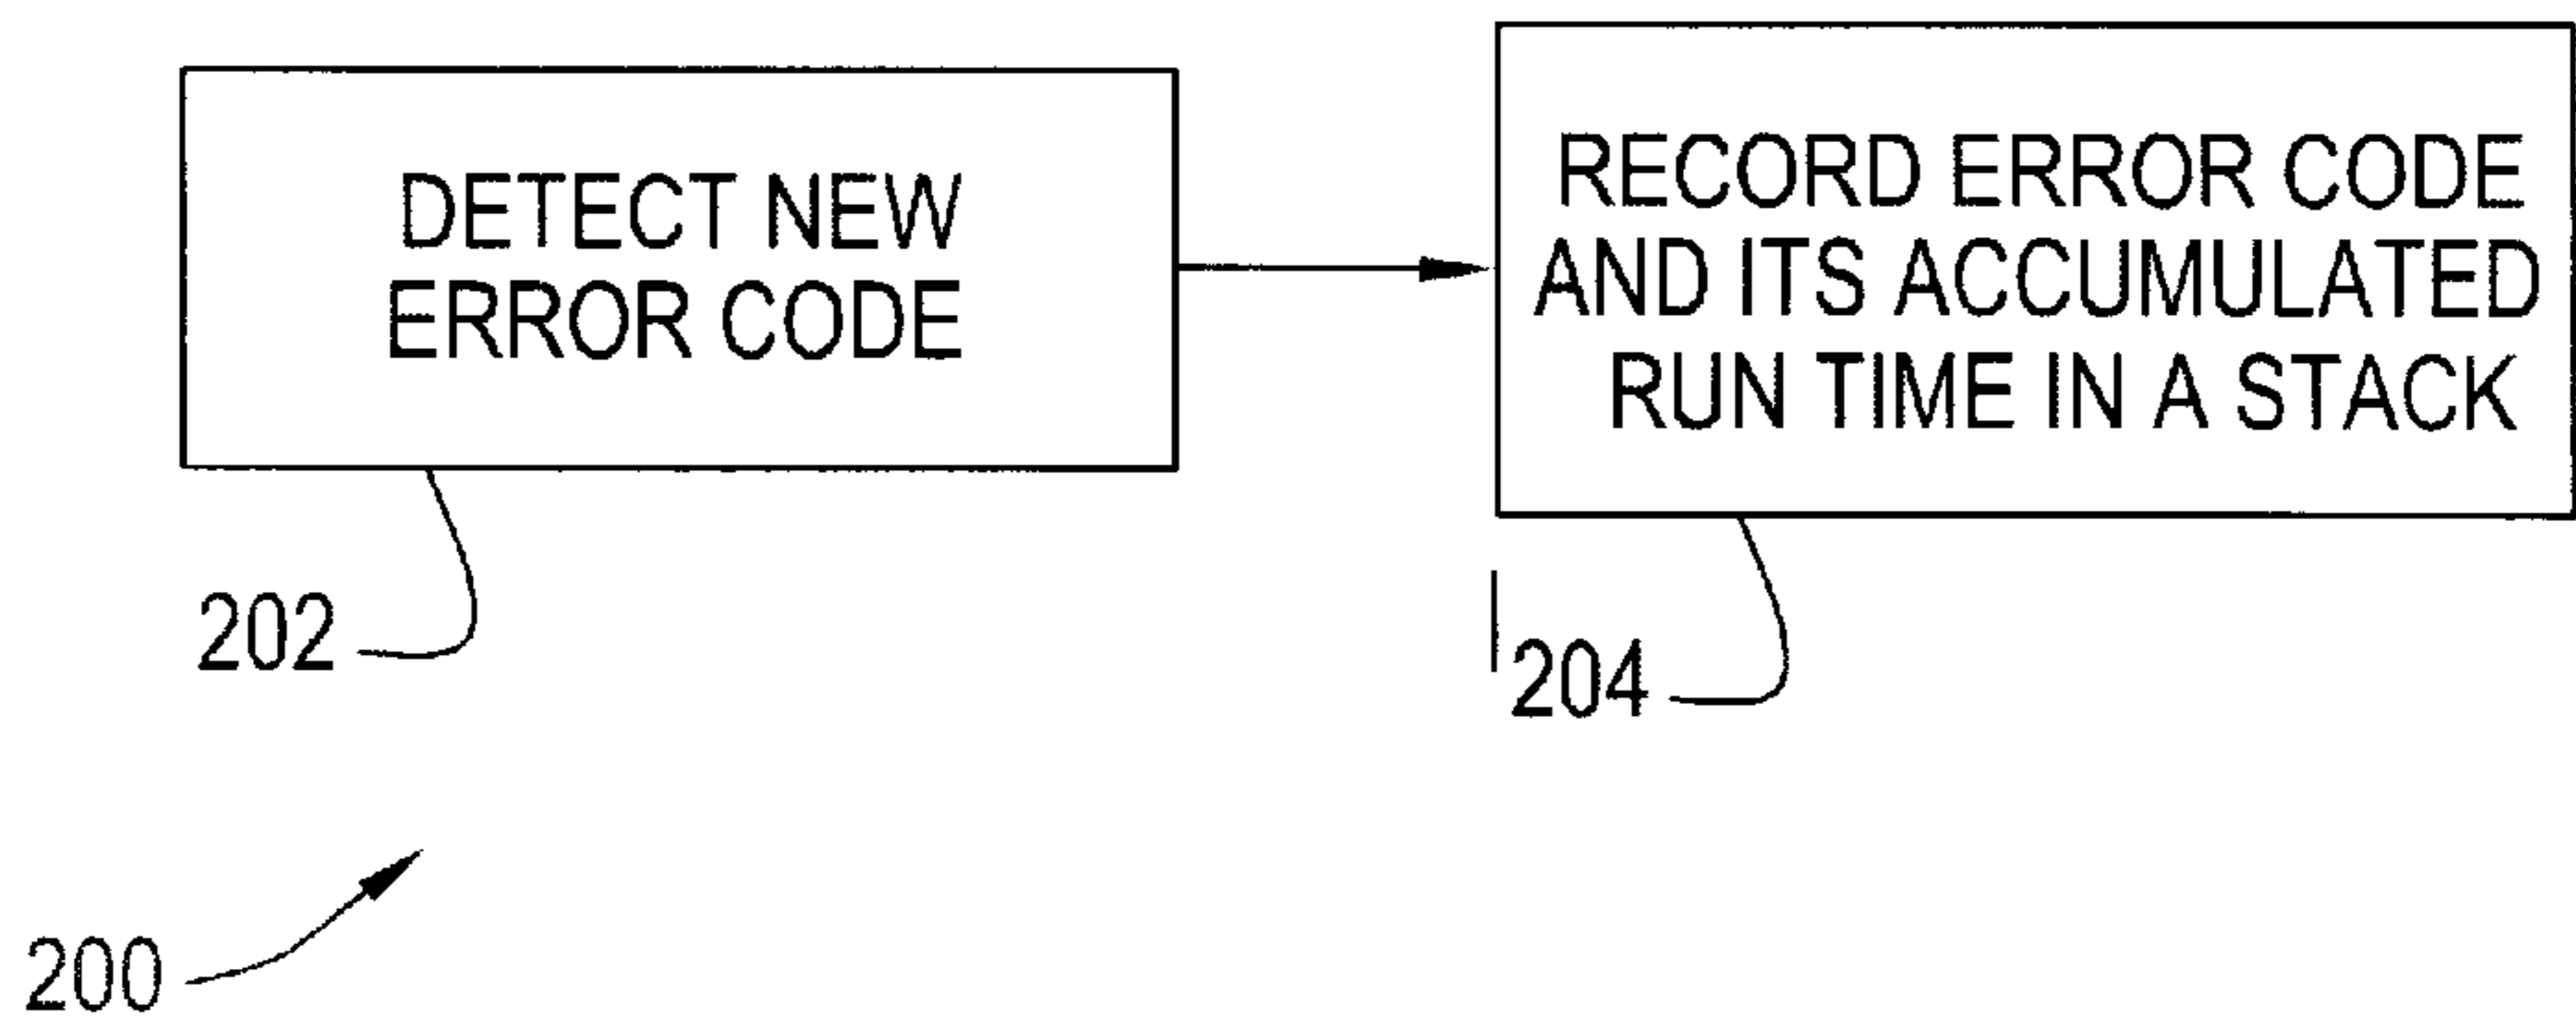 DETECT NEW
ERROR CODE
RECORD ERROR CODE
AND ITS ACCUMULATED
RUN TIME IN A STACK
202
204
200